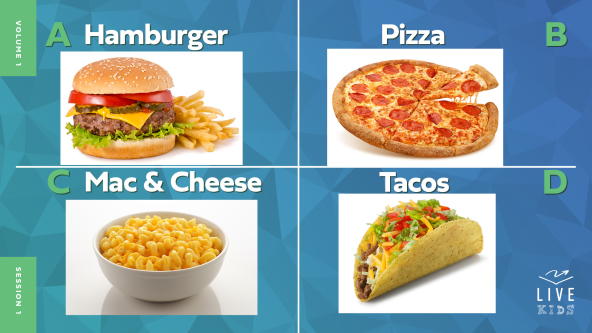 VOLUME 1
A Hamburger
Pizza B
C Mac & Cheese
Tacos D
SESSION 1
LIVE
KIDS